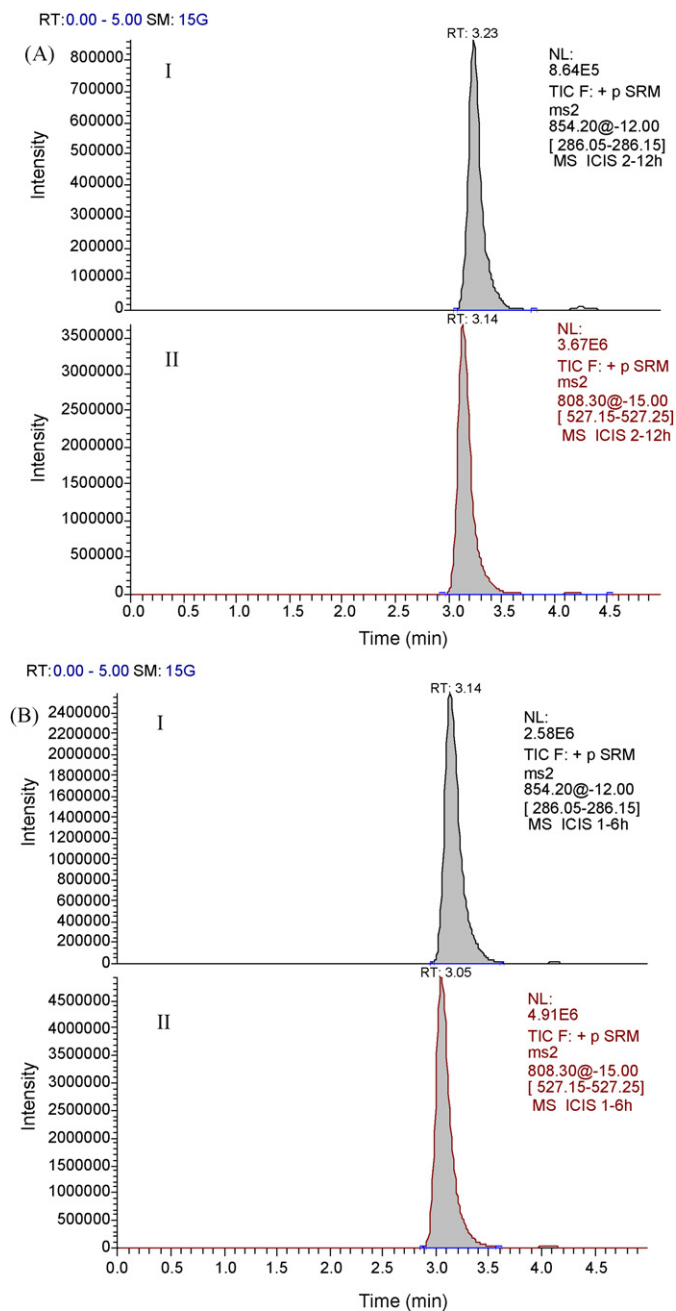 RT:0.00 - 5.00 SM: 15G
(A)
I
RT: 3.23
NL:
8.64E5
TIC F: + p SRM
ms2
854.20@-12.00
[ 286.05-286.15]
MS ICIS 2-12h
Intensity
800000
700000
600000
500000
400000
300000
200000
100000
0
II
RT: 3.14
NL:
3.67E6
TIC F: + p SRM
ms2
808.30@-15.00
[ 527.15-527.25]
MS ICIS 2-12h
Intensity
3500000
3000000
2500000
2000000
1500000
1000000
500000
0
0.0 0.5 1.0 1.5 2.0 2.5 3.0 3.5 4.0 4.5
Time (min)
RT:0.00 - 5.00 SM: 15G
(B)
I
RT: 3.14
NL:
2.58E6
TIC F: + p SRM
ms2
854.20@-12.00
[ 286.05-286.15]
MS ICIS 1-6h
Intensity
2400000
2200000
2000000
1800000
1600000
1400000
1200000
1000000
800000
600000
400000
200000
0
II
RT: 3.05
NL:
4.91E6
TIC F: + p SRM
ms2
808.30@-15.00
[ 527.15-527.25]
MS ICIS 1-6h
Intensity
4500000
4000000
3500000
3000000
2500000
2000000
1500000
1000000
500000
0
0.0 0.5 1.0 1.5 2.0 2.5 3.0 3.5 4.0 4.5
Time (min)